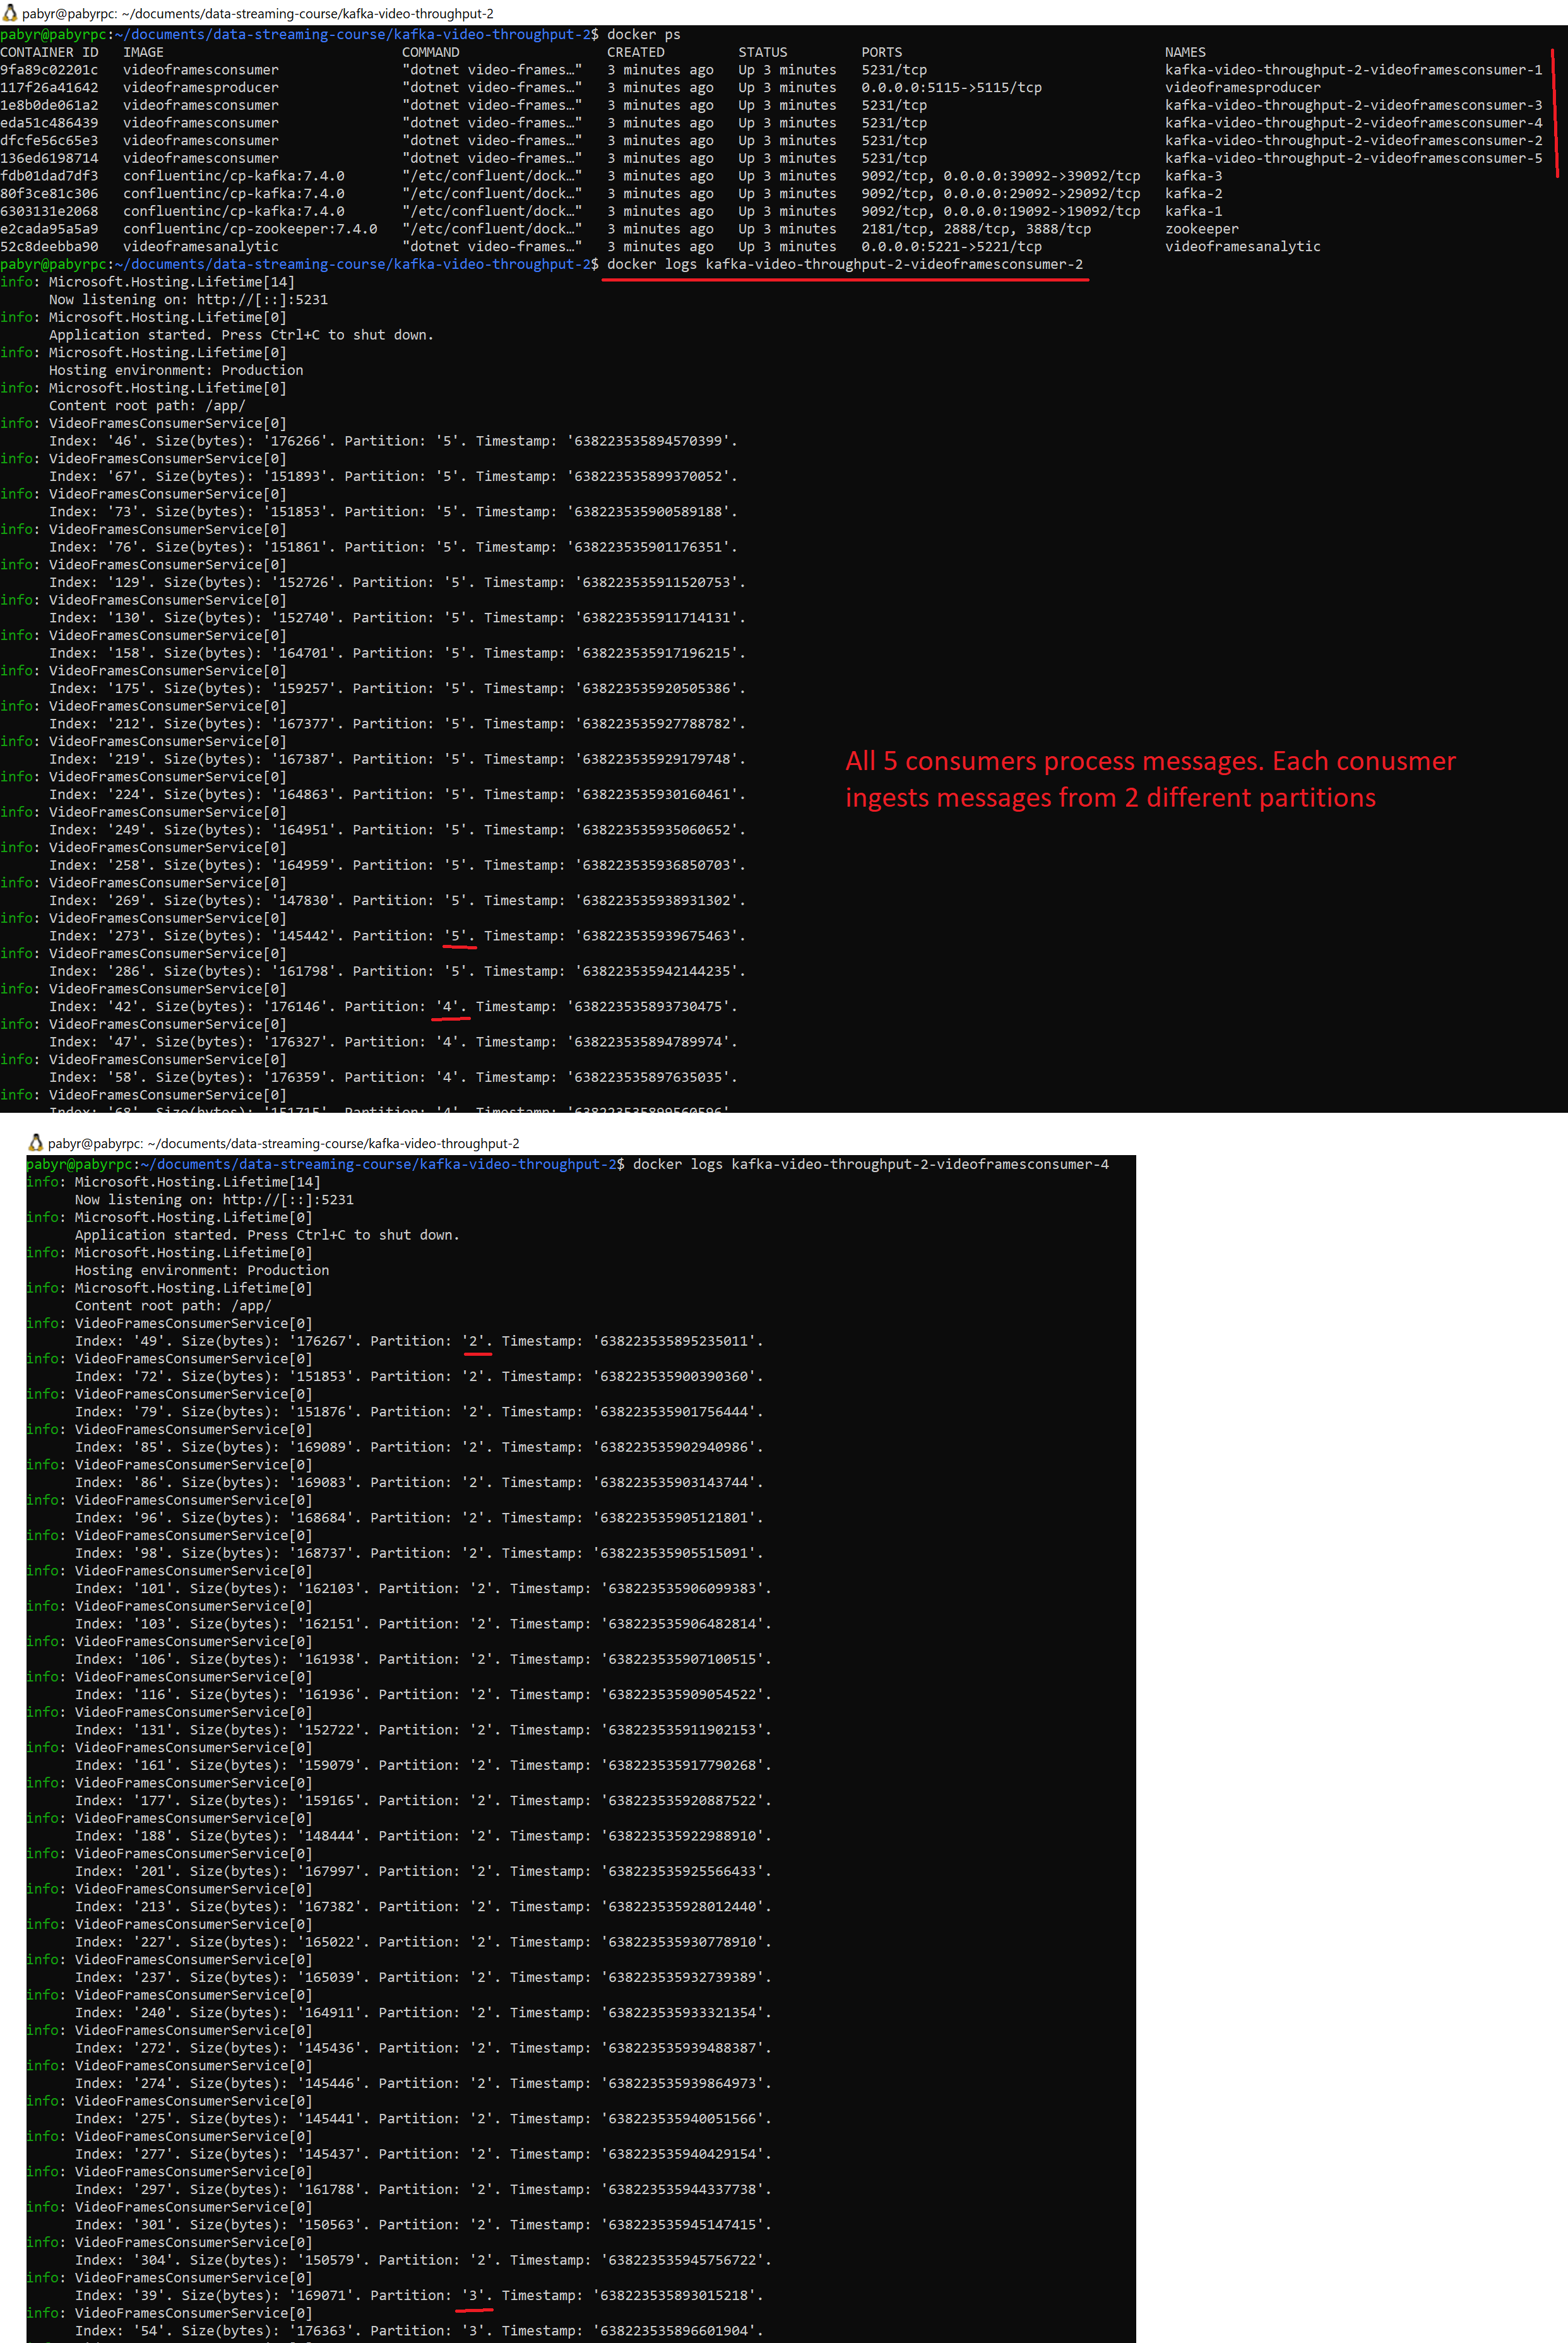 pabyr@pabyrpc: ~/documents/data-streaming-course/kafka-video-throughput-2
pabyr@pabyrpc:~/documents/data-streaming-course/kafka-video-throughput-2$ docker ps
CONTAINER ID   IMAGE   COMMAND   CREATED   STATUS   PORTS   NAMES
9fa89c02201c   videoframesconsumer   "dotnet video-frames…"   3 minutes ago   Up 3 minutes   5231/tcp   kafka-video-throughput-2-videoframesconsumer-1
117f26a41642   videoframesproducer   "dotnet video-frames…"   3 minutes ago   Up 3 minutes   0.0.0.0:5115->5115/tcp   videoframesproducer
1e8b0de061a2   videoframesconsumer   "dotnet video-frames…"   3 minutes ago   Up 3 minutes   5231/tcp   kafka-video-throughput-2-videoframesconsumer-3
eda51c486439   videoframesconsumer   "dotnet video-frames…"   3 minutes ago   Up 3 minutes   5231/tcp   kafka-video-throughput-2-videoframesconsumer-4
dfcfe56c65e3   videoframesconsumer   "dotnet video-frames…"   3 minutes ago   Up 3 minutes   5231/tcp   kafka-video-throughput-2-videoframesconsumer-2
136ed6198714   videoframesconsumer   "dotnet video-frames…"   3 minutes ago   Up 3 minutes   5231/tcp   kafka-video-throughput-2-videoframesconsumer-5
fdb01dad7df3   confluentinc/cp-kafka:7.4.0   "/etc/confluent/dock…"   3 minutes ago   Up 3 minutes   9092/tcp, 0.0.0.0:39092->39092/tcp   kafka-3
80f3ce81c306   confluentinc/cp-kafka:7.4.0   "/etc/confluent/dock…"   3 minutes ago   Up 3 minutes   9092/tcp, 0.0.0.0:29092->29092/tcp   kafka-2
6303131e2068   confluentinc/cp-kafka:7.4.0   "/etc/confluent/dock…"   3 minutes ago   Up 3 minutes   9092/tcp, 0.0.0.0:19092->19092/tcp   kafka-1
e2cada95a5a9   confluentinc/cp-zookeeper:7.4.0   "/etc/confluent/dock…"   3 minutes ago   Up 3 minutes   2181/tcp, 2888/tcp, 3888/tcp   zookeeper
52c8deebba90   videoframesanalytic   "dotnet video-frames…"   3 minutes ago   Up 3 minutes   0.0.0.0:5221->5221/tcp   videoframesanalytic
pabyr@pabyrpc:~/documents/data-streaming-course/kafka-video-throughput-2$ docker logs kafka-video-throughput-2-videoframesconsumer-2
info: Microsoft.Hosting.Lifetime[14]
Now listening on: http://[::]:5231
info: Microsoft.Hosting.Lifetime[0]
Application started. Press Ctrl+C to shut down.
info: Microsoft.Hosting.Lifetime[0]
Hosting environment: Production
info: Microsoft.Hosting.Lifetime[0]
Content root path: /app/
info: VideoFramesConsumerService[0]
Index: '46'. Size(bytes): '176266'. Partition: '5'. Timestamp: '638223535894570399'.
info: VideoFramesConsumerService[0]
Index: '67'. Size(bytes): '151893'. Partition: '5'. Timestamp: '638223535899370052'.
info: VideoFramesConsumerService[0]
Index: '73'. Size(bytes): '151853'. Partition: '5'. Timestamp: '638223535900589188'.
info: VideoFramesConsumerService[0]
Index: '76'. Size(bytes): '151861'. Partition: '5'. Timestamp: '638223535901176351'.
info: VideoFramesConsumerService[0]
Index: '129'. Size(bytes): '152726'. Partition: '5'. Timestamp: '638223535911520753'.
info: VideoFramesConsumerService[0]
Index: '130'. Size(bytes): '152740'. Partition: '5'. Timestamp: '638223535911714131'.
info: VideoFramesConsumerService[0]
Index: '158'. Size(bytes): '164701'. Partition: '5'. Timestamp: '638223535917196215'.
info: VideoFramesConsumerService[0]
Index: '175'. Size(bytes): '159257'. Partition: '5'. Timestamp: '638223535920505386'.
info: VideoFramesConsumerService[0]
Index: '212'. Size(bytes): '167377'. Partition: '5'. Timestamp: '638223535927788782'.
info: VideoFramesConsumerService[0]
Index: '219'. Size(bytes): '167387'. Partition: '5'. Timestamp: '638223535929179748'.
info: VideoFramesConsumerService[0]
Index: '224'. Size(bytes): '164863'. Partition: '5'. Timestamp: '638223535930160461'.
info: VideoFramesConsumerService[0]
Index: '249'. Size(bytes): '164951'. Partition: '5'. Timestamp: '638223535935060652'.
info: VideoFramesConsumerService[0]
Index: '258'. Size(bytes): '164959'. Partition: '5'. Timestamp: '638223535936850703'.
info: VideoFramesConsumerService[0]
Index: '269'. Size(bytes): '147830'. Partition: '5'. Timestamp: '638223535938931302'.
info: VideoFramesConsumerService[0]
Index: '273'. Size(bytes): '145442'. Partition: '5'. Timestamp: '638223535939675463'.
info: VideoFramesConsumerService[0]
Index: '286'. Size(bytes): '161798'. Partition: '5'. Timestamp: '638223535942144235'.
info: VideoFramesConsumerService[0]
Index: '42'. Size(bytes): '176146'. Partition: '4'. Timestamp: '638223535893730475'.
info: VideoFramesConsumerService[0]
Index: '47'. Size(bytes): '176327'. Partition: '4'. Timestamp: '638223535894789974'.
info: VideoFramesConsumerService[0]
Index: '58'. Size(bytes): '176359'. Partition: '4'. Timestamp: '638223535897635035'.
info: VideoFramesConsumerService[0]
Index: '68'. Size(bytes): '151715'. Partition: '4'. Timestamp: '638223535899560596'.
All 5 consumers process messages. Each conusmer
ingests messages from 2 different partitions
pabyr@pabyrpc: ~/documents/data-streaming-course/kafka-video-throughput-2
pabyr@pabyrpc:~/documents/data-streaming-course/kafka-video-throughput-2$ docker logs kafka-video-throughput-2-videoframesconsumer-4
info: Microsoft.Hosting.Lifetime[14]
Now listening on: http://[::]:5231
info: Microsoft.Hosting.Lifetime[0]
Application started. Press Ctrl+C to shut down.
info: Microsoft.Hosting.Lifetime[0]
Hosting environment: Production
info: Microsoft.Hosting.Lifetime[0]
Content root path: /app/
info: VideoFramesConsumerService[0]
Index: '49'. Size(bytes): '176267'. Partition: '2'. Timestamp: '638223535895235011'.
info: VideoFramesConsumerService[0]
Index: '72'. Size(bytes): '151853'. Partition: '2'. Timestamp: '638223535900390360'.
info: VideoFramesConsumerService[0]
Index: '79'. Size(bytes): '151876'. Partition: '2'. Timestamp: '638223535901756444'.
info: VideoFramesConsumerService[0]
Index: '85'. Size(bytes): '169089'. Partition: '2'. Timestamp: '638223535902940986'.
info: VideoFramesConsumerService[0]
Index: '86'. Size(bytes): '169083'. Partition: '2'. Timestamp: '638223535903143744'.
info: VideoFramesConsumerService[0]
Index: '96'. Size(bytes): '168684'. Partition: '2'. Timestamp: '638223535905121801'.
info: VideoFramesConsumerService[0]
Index: '98'. Size(bytes): '168737'. Partition: '2'. Timestamp: '638223535905515091'.
info: VideoFramesConsumerService[0]
Index: '101'. Size(bytes): '162103'. Partition: '2'. Timestamp: '638223535906099383'.
info: VideoFramesConsumerService[0]
Index: '103'. Size(bytes): '162151'. Partition: '2'. Timestamp: '638223535906482814'.
info: VideoFramesConsumerService[0]
Index: '106'. Size(bytes): '161938'. Partition: '2'. Timestamp: '638223535907100515'.
info: VideoFramesConsumerService[0]
Index: '116'. Size(bytes): '161936'. Partition: '2'. Timestamp: '638223535909054522'.
info: VideoFramesConsumerService[0]
Index: '131'. Size(bytes): '152722'. Partition: '2'. Timestamp: '638223535911902153'.
info: VideoFramesConsumerService[0]
Index: '161'. Size(bytes): '159079'. Partition: '2'. Timestamp: '638223535917790268'.
info: VideoFramesConsumerService[0]
Index: '177'. Size(bytes): '159165'. Partition: '2'. Timestamp: '638223535920887522'.
info: VideoFramesConsumerService[0]
Index: '188'. Size(bytes): '148444'. Partition: '2'. Timestamp: '638223535922988910'.
info: VideoFramesConsumerService[0]
Index: '201'. Size(bytes): '167997'. Partition: '2'. Timestamp: '638223535925566433'.
info: VideoFramesConsumerService[0]
Index: '213'. Size(bytes): '167382'. Partition: '2'. Timestamp: '638223535928012440'.
info: VideoFramesConsumerService[0]
Index: '227'. Size(bytes): '165022'. Partition: '2'. Timestamp: '638223535930778910'.
info: VideoFramesConsumerService[0]
Index: '237'. Size(bytes): '165039'. Partition: '2'. Timestamp: '638223535932739389'.
info: VideoFramesConsumerService[0]
Index: '240'. Size(bytes): '164911'. Partition: '2'. Timestamp: '638223535933321354'.
info: VideoFramesConsumerService[0]
Index: '272'. Size(bytes): '145436'. Partition: '2'. Timestamp: '638223535939488387'.
info: VideoFramesConsumerService[0]
Index: '274'. Size(bytes): '145446'. Partition: '2'. Timestamp: '638223535939864973'.
info: VideoFramesConsumerService[0]
Index: '275'. Size(bytes): '145441'. Partition: '2'. Timestamp: '638223535940051566'.
info: VideoFramesConsumerService[0]
Index: '277'. Size(bytes): '145437'. Partition: '2'. Timestamp: '638223535940429154'.
info: VideoFramesConsumerService[0]
Index: '297'. Size(bytes): '161788'. Partition: '2'. Timestamp: '638223535944337738'.
info: VideoFramesConsumerService[0]
Index: '301'. Size(bytes): '150563'. Partition: '2'. Timestamp: '638223535945147415'.
info: VideoFramesConsumerService[0]
Index: '304'. Size(bytes): '150579'. Partition: '2'. Timestamp: '638223535945756722'.
info: VideoFramesConsumerService[0]
Index: '39'. Size(bytes): '169071'. Partition: '3'. Timestamp: '638223535893015218'.
info: VideoFramesConsumerService[0]
Index: '54'. Size(bytes): '176363'. Partition: '3'. Timestamp: '638223535896601904'.